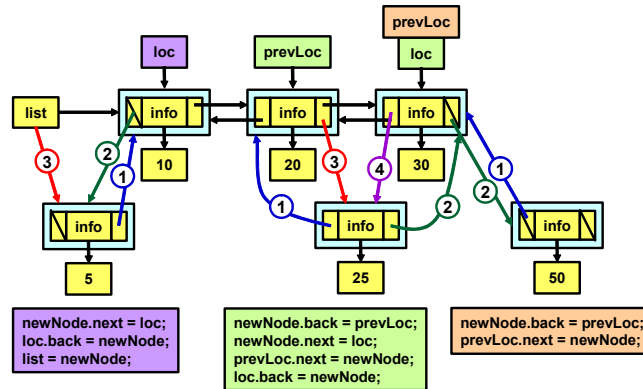 prevLoc
loc
prevLoc
loc
list
info
info
info
3
2
1
10
20
3
30
4
1
1
2
2
info
info
info
5
25
50
newNode.next = loc;
loc.back = newNode;
list = newNode;
newNode.back = prevLoc;
newNode.next = loc;
prevLoc.next = newNode;
loc.back = newNode;
newNode.back = prevLoc;
prevLoc.next = newNode;